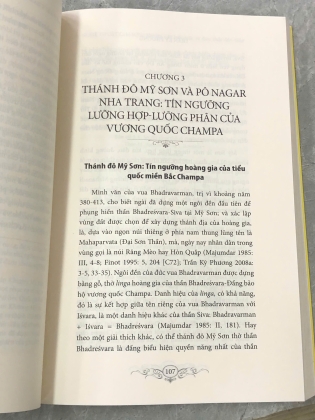 CHƯƠNG 3
THÁNH ĐÔ MỸ SƠN VÀ PÔ NAGAR
NHA TRANG: TÍN NGƯỠNG
LƯỠNG HỢP-LƯỠNG PHÂN CỦA
VƯƠNG QUỐC CHAMPA
Thánh đô Mỹ Sơn: Tín ngưỡng hoàng gia của tiểu
quốc miền Bắc Champa
Minh văn của vua Bhadravarman, trị vì khoảng năm
380-413, cho biết ngài đã dựng một ngôi đền đầu tiên để
phụng hiến thần Bhadreśvara-Siva tại Mỹ Sơn; và xác lập
vùng đất được chọn để xây dựng thánh địa của hoàng gia,
là, dựa vào ngọn núi thiêng ở phía nam thung lũng tên là
Mahaparvata (Đại Sơn Thần), mà, ngày nay nhân dân trong
vùng gọi là núi Răng Mèo hay Hòn Quắp (Majumdar 1985:
III, 4-8; Finot 1995: 5, 204 [C72]; Trần Kỳ Phương 2008a:
3-5, 33-35). Ngôi đền của đức vua Bhadravarman được dựng
bằng gỗ, thờ linga hoàng gia của thần Bhadreśvara-Đấng bảo
hộ vương quốc Champa. Danh hiệu của linga, có khả năng,
đó là sự kết hợp giữa tên riêng của vua Bhadravarman với
Iśvara, là một danh hiệu khác của thần Siva: Bhadravarman
+ Iśvara = Bhadreśvara (Majumdar 1985: II, 181). Hay
theo một giải thích khác, có thể thánh đô Mỹ Sơn thờ thần
Bhadreśvara là đấng biểu hiện quyền năng nhất của thần
107